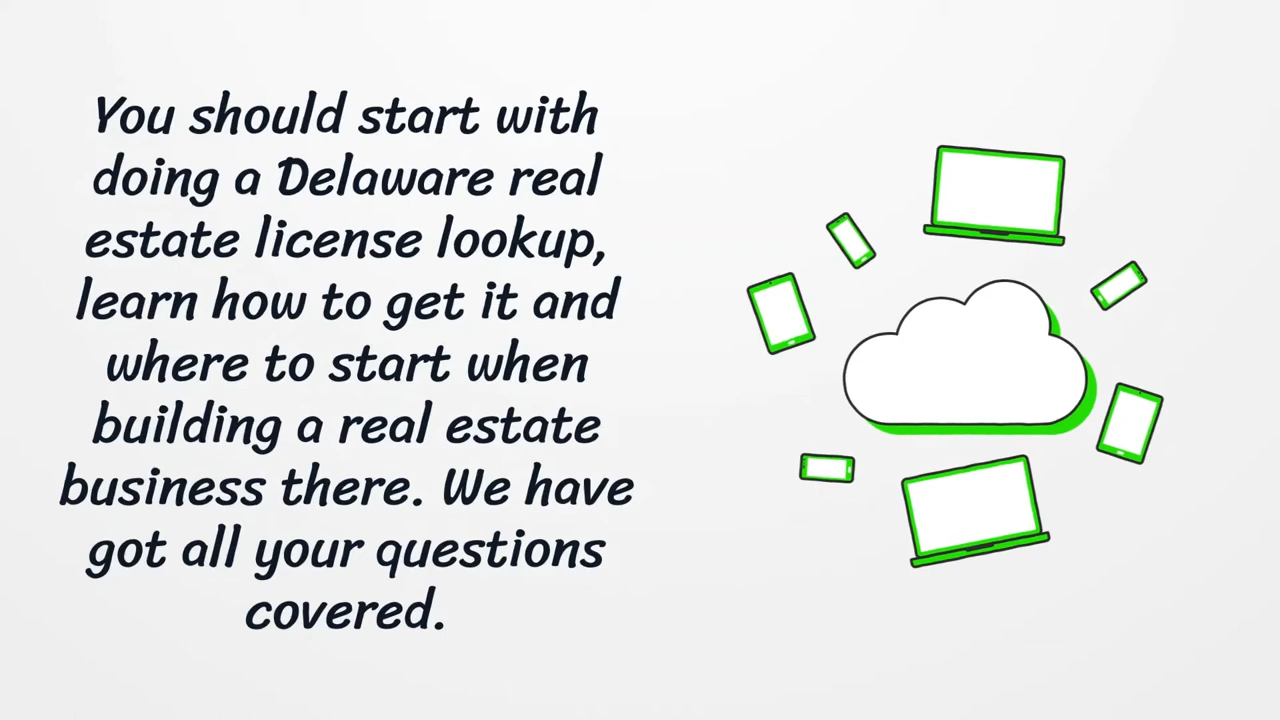 You should start with
doing a Delaware real
estate license lookup,
learn how to get it and
where to start when
building a real estate
business there. We have
got all your questions
covered.